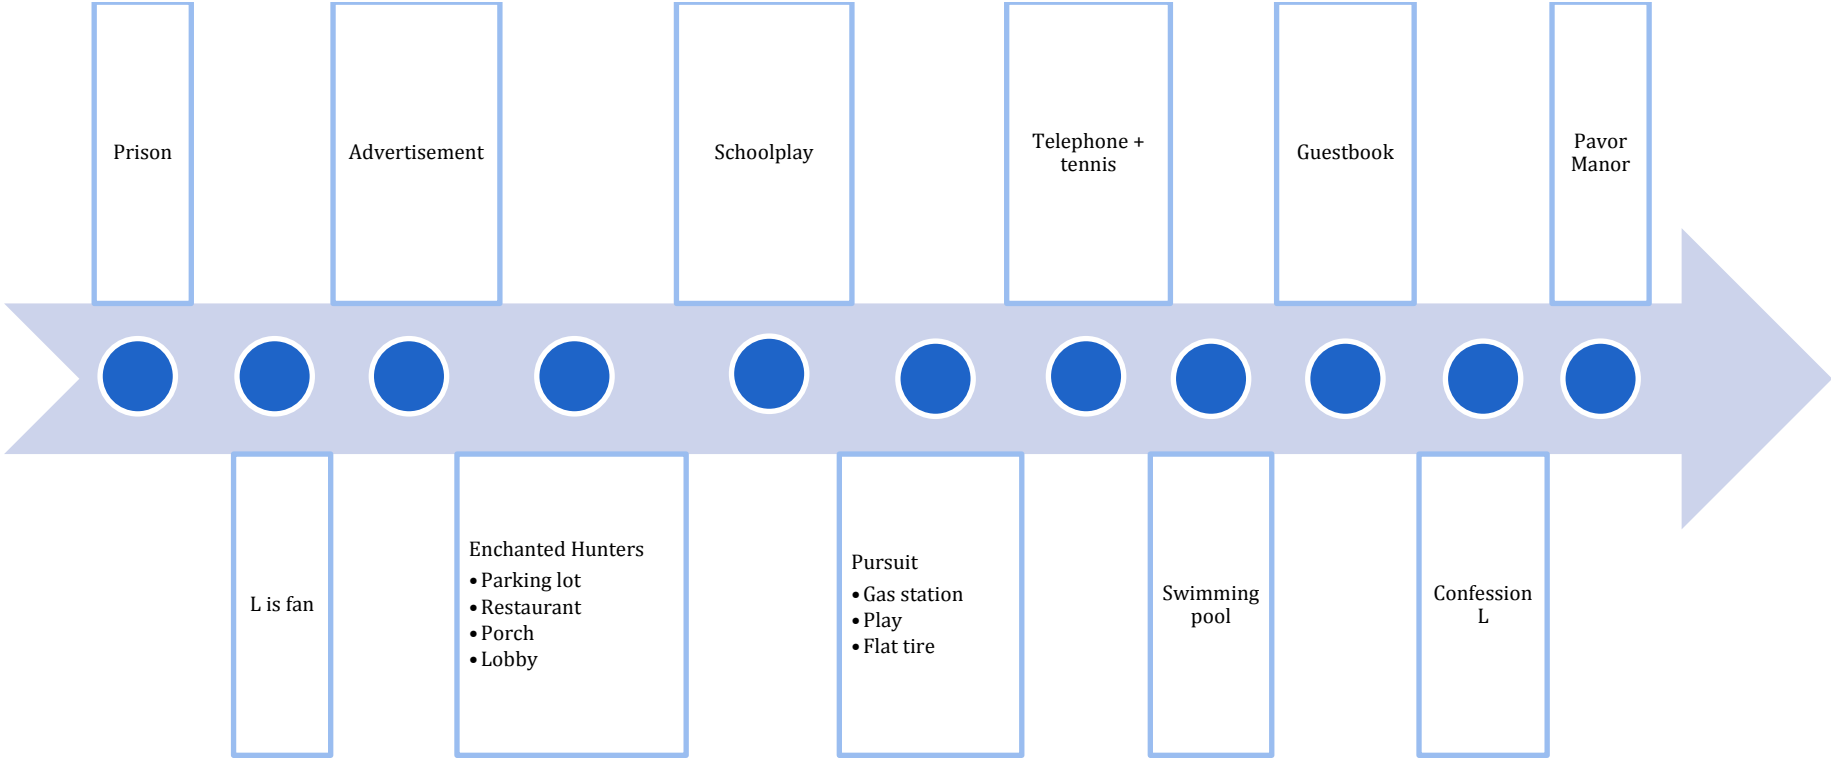 Prison
Advertisement
Schoolplay
Telephone +
tennis
Guestbook
Pavor
Manor
L is fan
Enchanted Hunters
• Parking lot
• Restaurant
• Porch
• Lobby
Pursuit
• Gas station
• Play
• Flat tire
Swimming
pool
Confession
L